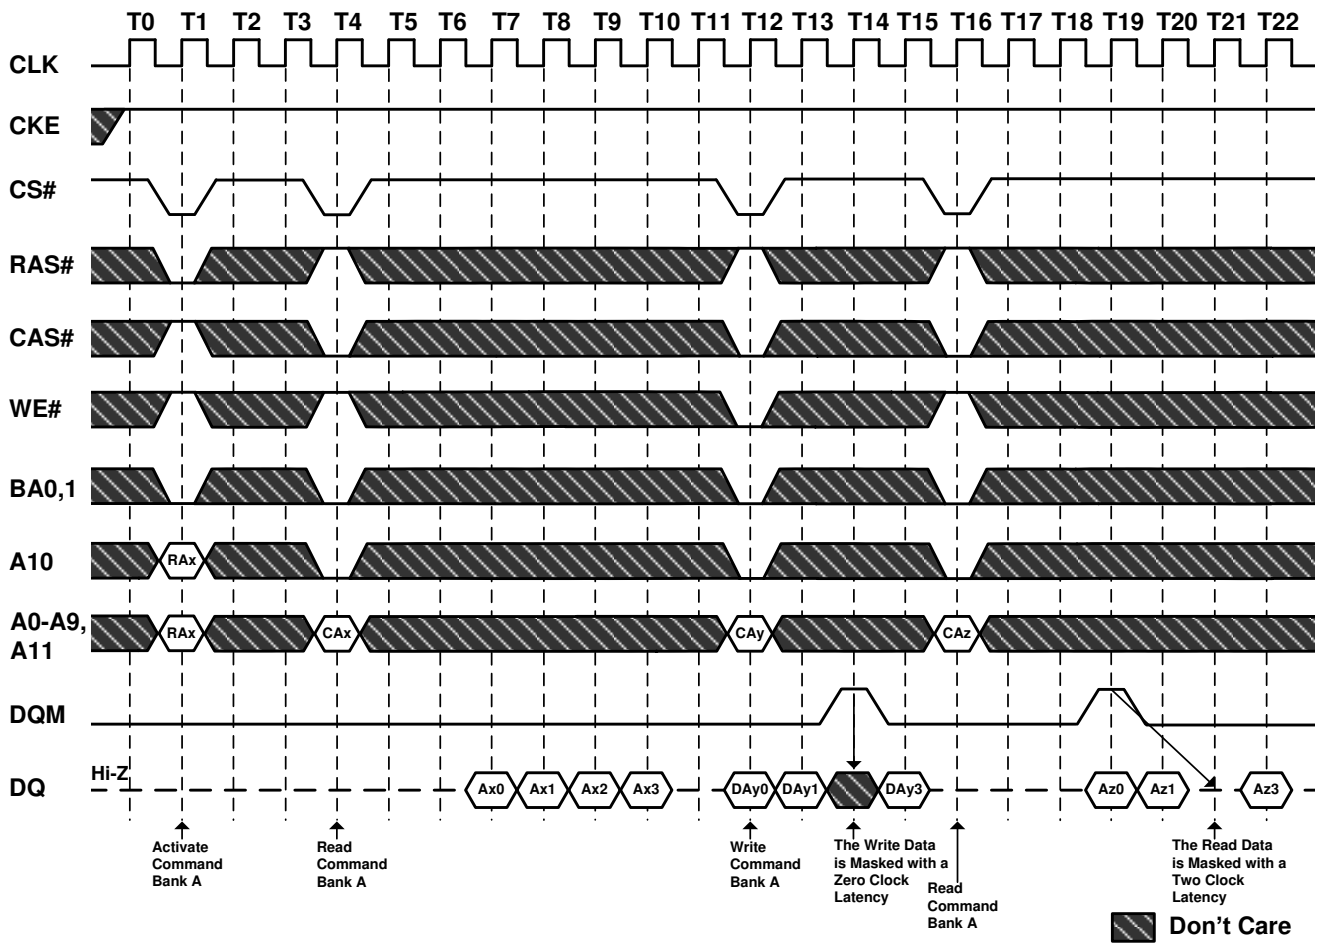 T0 T1 T2 T3 T4 T5 T6 T7 T8 T9 T10 T11 T12 T13 T14 T15 T16 T17 T18 T19 T20 T21 T22
CLK
CKE
CS#
RAS#
CAS#
WE#
BA0,1
A10 RAx
A0-A9,
A11
RAx CAx CAy CAz
DQM
Hi-Z
DQ Ax0 Ax1 Ax2 Ax3 DAy0 DAy1 DAy3 Az0 Az1 Az3
Activate
Command
Bank A
Read
Command
Bank A
Write
Command
Bank A
The Write Data
is Masked with a
Zero Clock
Latency
Read
Command
Bank A
The Read Data
is Masked with a
Two Clock
Latency
Don't Care